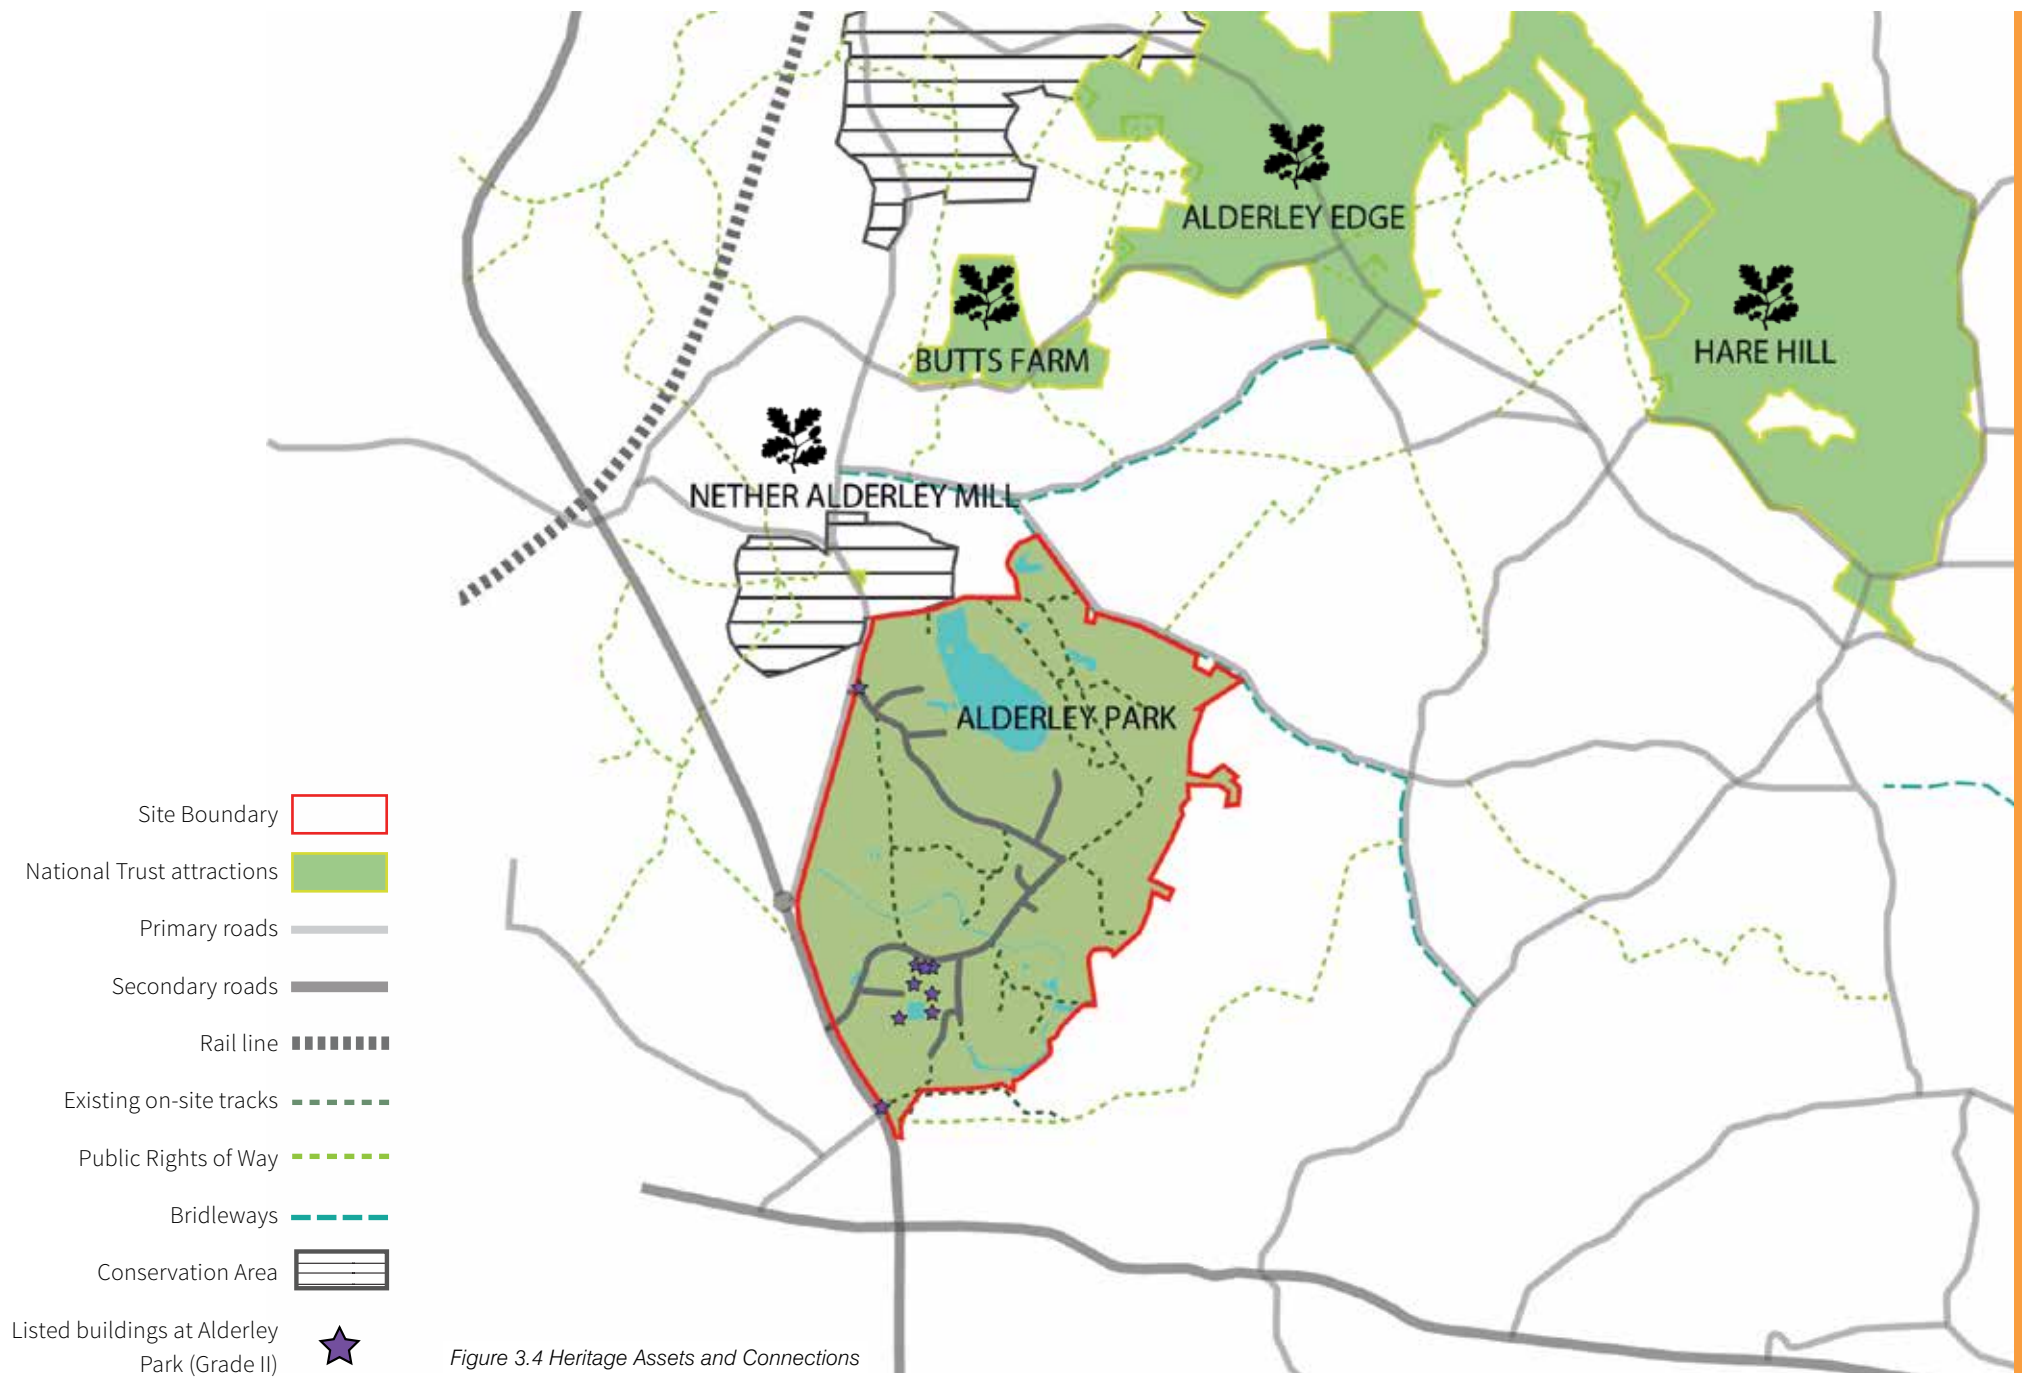 ALDERLEY EDGE
BUTTS FARM
HARE HILL
NETHER ALDERLEY MILL
ALDERLEY PARK
Site Boundary
National Trust attractions
Primary roads
Secondary roads
Rail line
Existing on-site tracks
Public Rights of Way
Bridleways
Conservation Area
Listed buildings at Alderley
Park (Grade II)
Figure 3.4 Heritage Assets and Connections